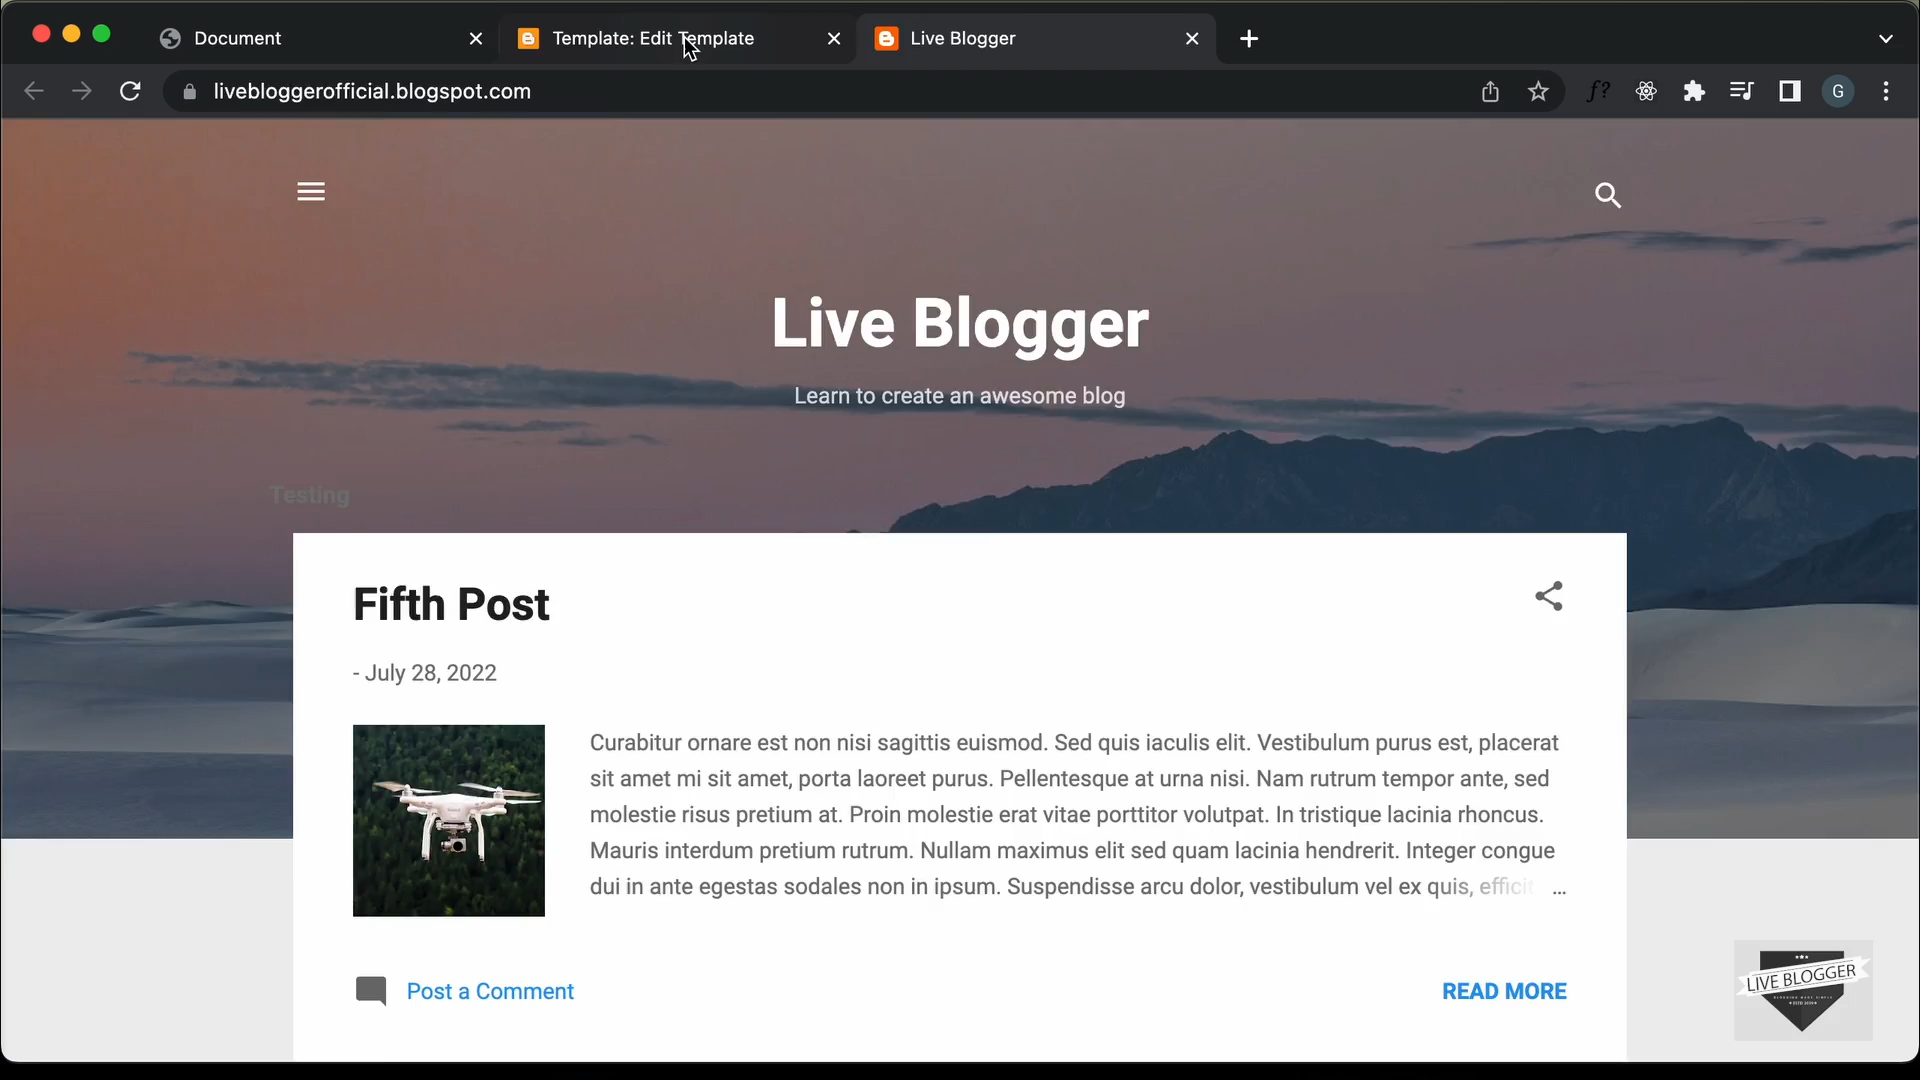 Document
Template: Edit Template
Live Blogger
livebloggerofficial.blogspot.com
f?
G
Live Blogger
Learn to create an awesome blog
Testing
Fifth Post
- July 28, 2022
Curabitur ornare est non nisi sagittis euismod. Sed quis iaculis elit. Vestibulum purus est, placerat
sit amet mi sit amet, porta laoreet purus. Pellentesque at urna nisi. Nam rutrum tempor ante, sed
molestie risus pretium at. Proin molestie erat vitae porttitor volutpat. In tristique lacinia rhoncus.
Mauris interdum pretium rutrum. Nullam maximus elit sed quam lacinia hendrerit. Integer congue
dui in ante egestas sodales non in ipsum. Suspendisse arcu dolor, vestibulum vel ex quis, efficit ...
Post a Comment
READ MORE
LIVE BLOGGER